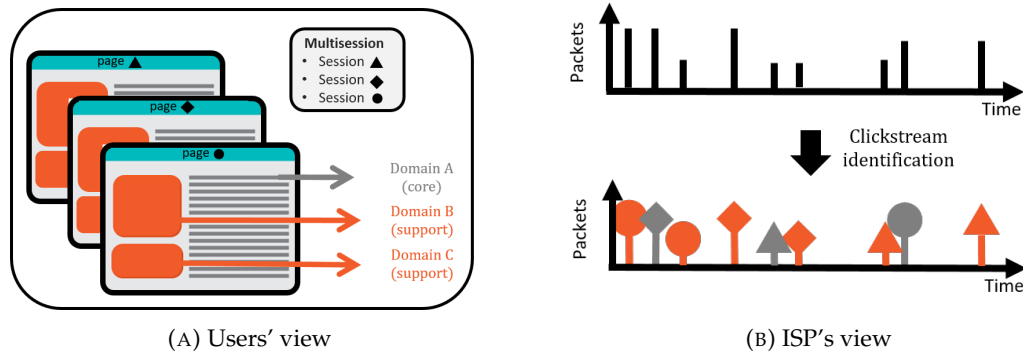 page
page
page
Multisession
• Session
• Session
• Session
Domain A
(core)
Domain B
(support)
Domain C
(support)
(A) Users’ view
Packets
Time
Clickstream
identification
Packets
Time
(B) ISP’s view